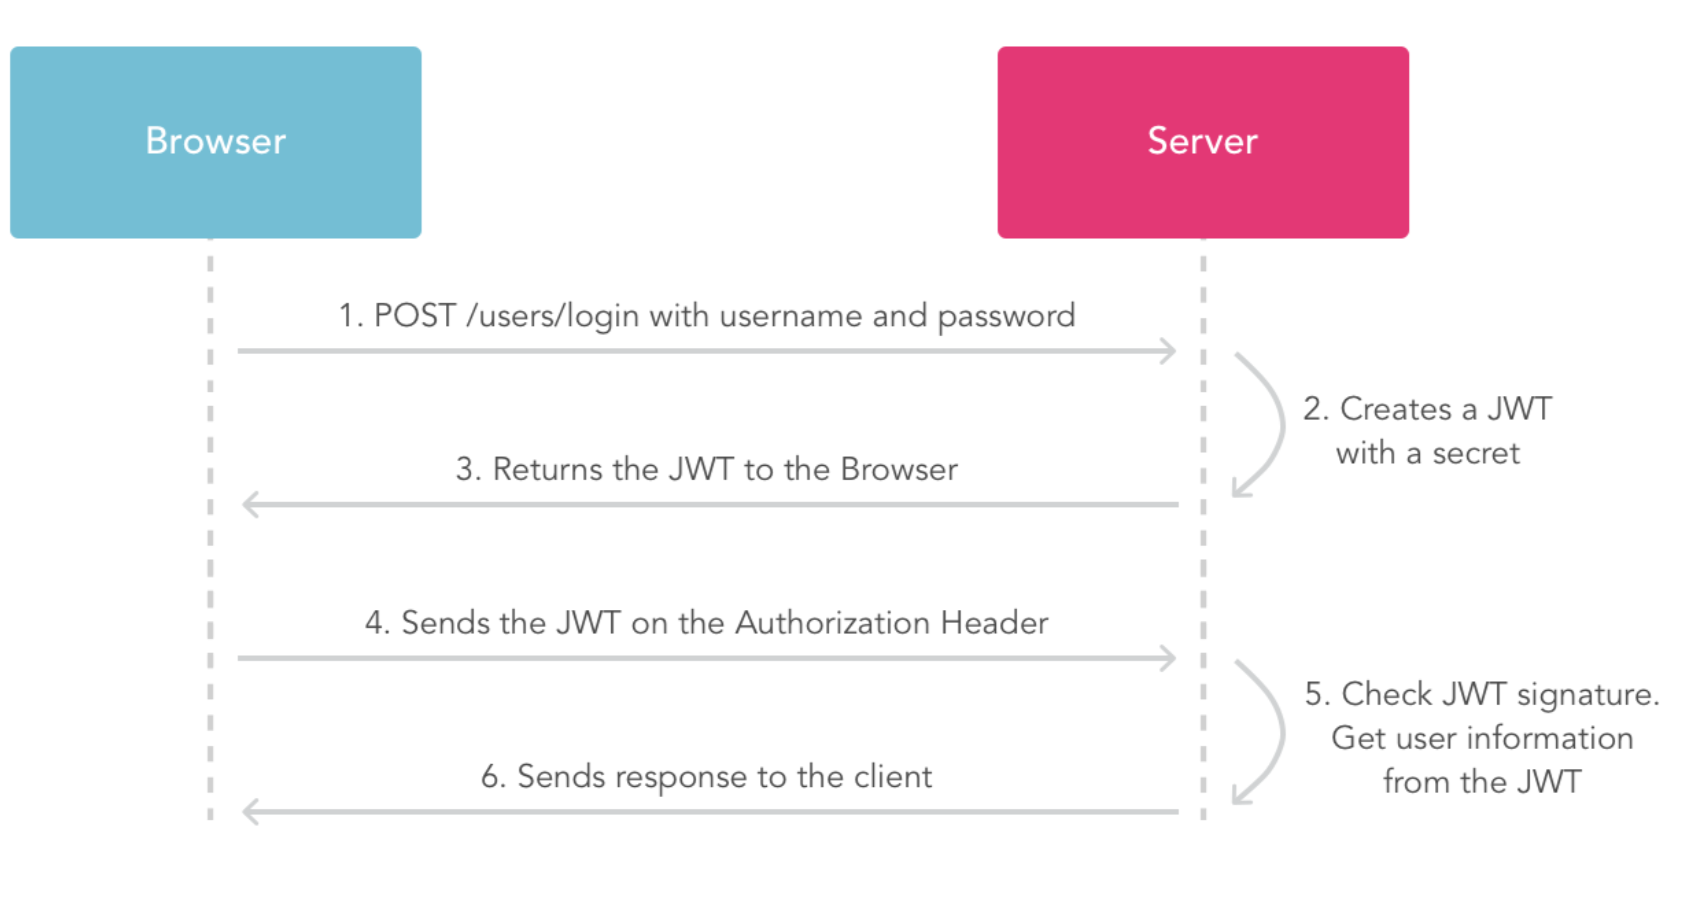 Browser
Server
1. POST /users/login with username and password
2. Creates a JWT
with a secret
3. Returns the JWT to the Browser
4. Sends the JWT on the Authorization Header
5. Check JWT signature.
Get user information
from the JWT
6. Sends response to the client